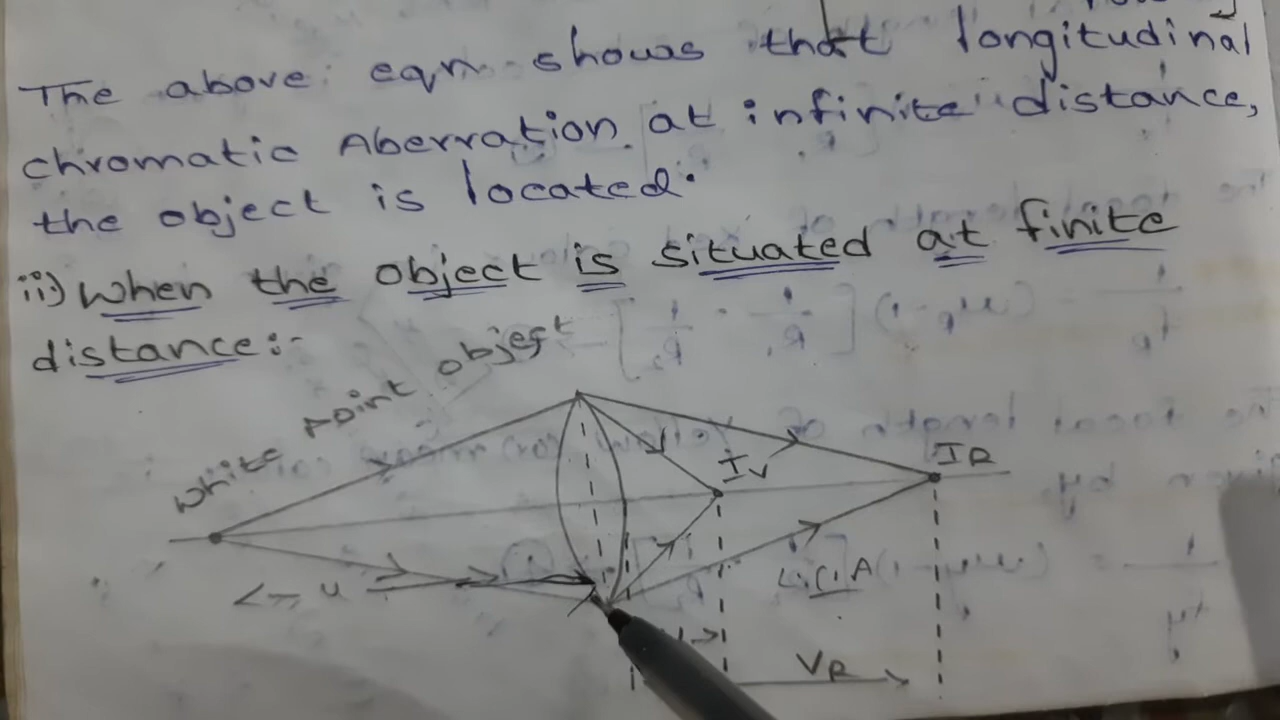 The above eqn shows that longitudinal
chromatic Aberration at infinite distance,
the object is located.
ii) When the object is situated at finite
distance:-
White point object
Iv
IR
u
L.C.A
VR